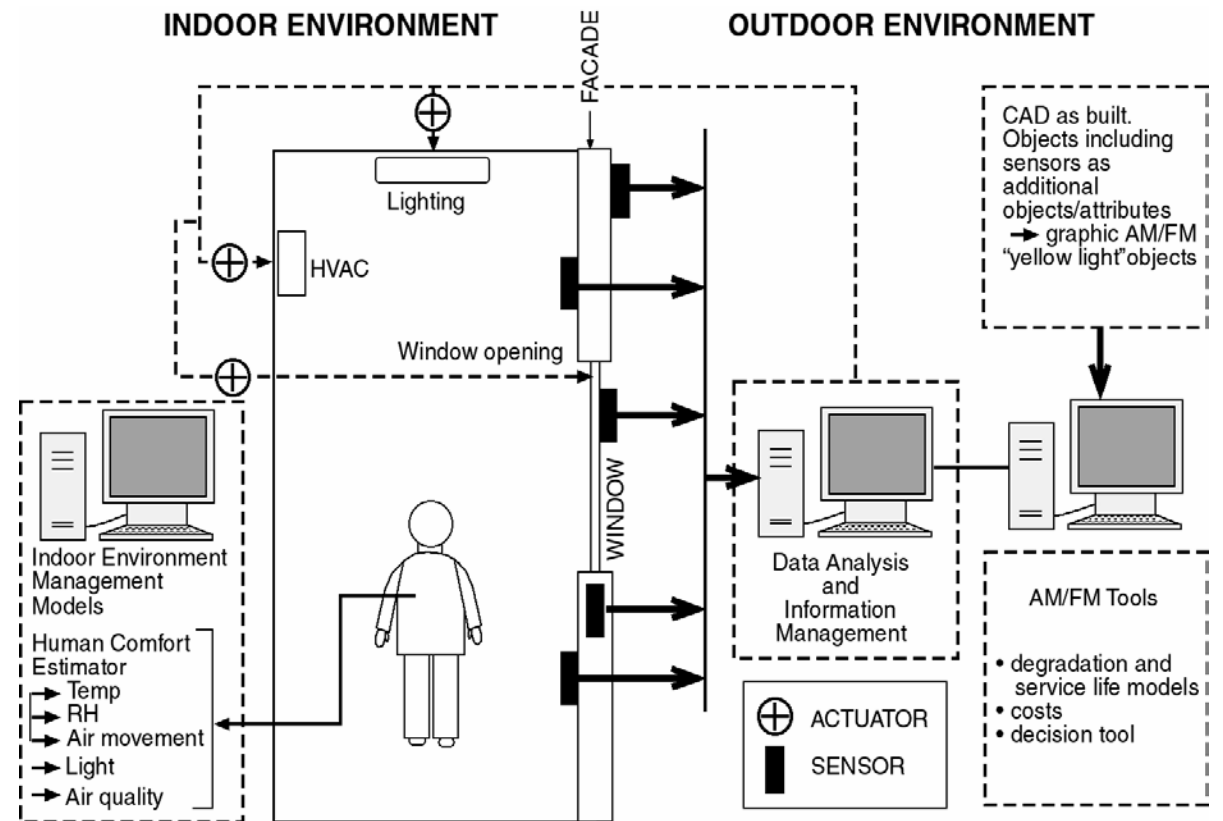 INDOOR ENVIRONMENT
OUTDOOR ENVIRONMENT
FACADE
Lighting
HVAC
Window opening
WINDOW
Indoor Environment
Management
Models
Human Comfort
Estimator
Temp
RH
Air movement
Light
Air quality
CAD as built.
Objects including
sensors as
additional
objects/attributes
graphic AM/FM
“yellow light”objects
Data Analysis
and
Information
Management
AM/FM Tools
• degradation and
service life models
• costs
• decision tool
ACTUATOR
SENSOR